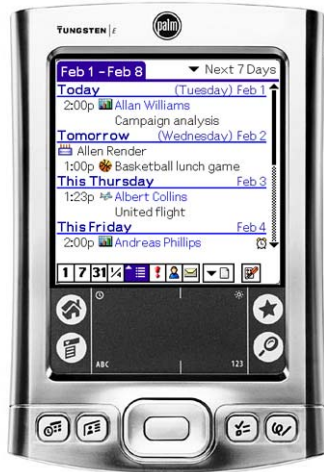 TUNGSTEN | E
palm
Feb 1 - Feb 8 Next 7 Days
Today (Tuesday) Feb 1
2:00p Allan Williams
Campaign analysis
Tomorrow (Wednesday) Feb 2
Allen Render
1:00p Basketball lunch game
This Thursday Feb 3
1:23p Albert Collins
United flight
This Friday Feb 4
2:00p Andreas Phillips
1 7 31 ¼
ABC 123